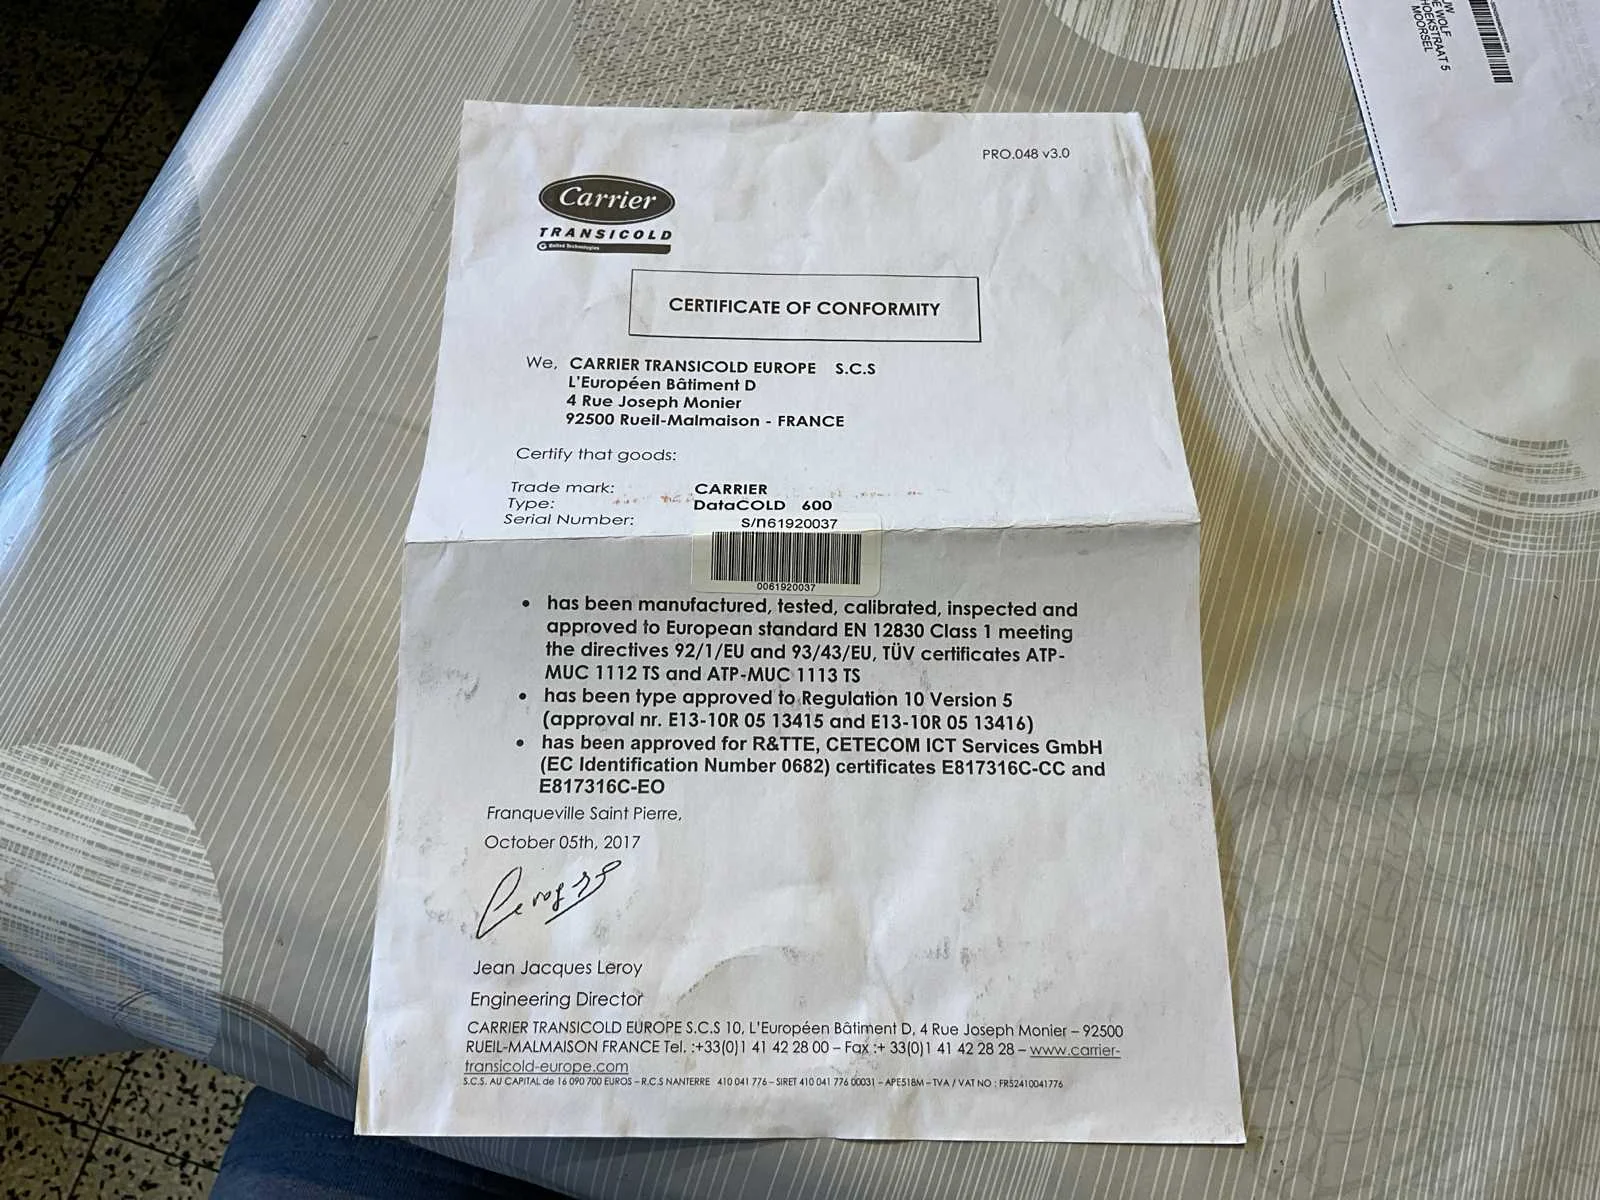 UW
E WOLF
HOEKSTRAAT 5
MOORSEL
PRO.048 v3.0
Carrier
TRANSICOLD
United Technologies
CERTIFICATE OF CONFORMITY
We, CARRIER TRANSICOLD EUROPE S.C.S
L'Européen Bâtiment D
4 Rue Joseph Monier
92500 Rueil-Malmaison - FRANCE
Certify that goods:
Trade mark: CARRIER
Type: DataCOLD 600
Serial Number: S/n61920037
0061920037
• has been manufactured, tested, calibrated, inspected and
approved to European standard EN 12830 Class 1 meeting
the directives 92/1/EU and 93/43/EU, TÜV certificates ATP-
MUC 1112 TS and ATP-MUC 1113 TS
• has been type approved to Regulation 10 Version 5
(approval nr. E13-10R 05 13415 and E13-10R 05 13416)
• has been approved for R&TTE, CETECOM ICT Services GmbH
(EC Identification Number 0682) certificates E817316C-CC and
E817316C-EO
Franqueville Saint Pierre,
October 05th, 2017
Jean Jacques Leroy
Engineering Director
CARRIER TRANSICOLD EUROPE S.C.S 10, L'Européen Bâtiment D, 4 Rue Joseph Monier – 92500
RUEIL-MALMAISON FRANCE Tel. :+33(0)1 41 42 28 00 – Fax :+ 33(0)1 41 42 28 28 – www.carrier-
transicold-europe.com
S.C.S. AU CAPITAL de 16 090 700 EUROS – R.C.S NANTERRE 410 041 776 – SIRET 410 041 776 00031 – APE518M – TVA / VAT NO : FR52410041776